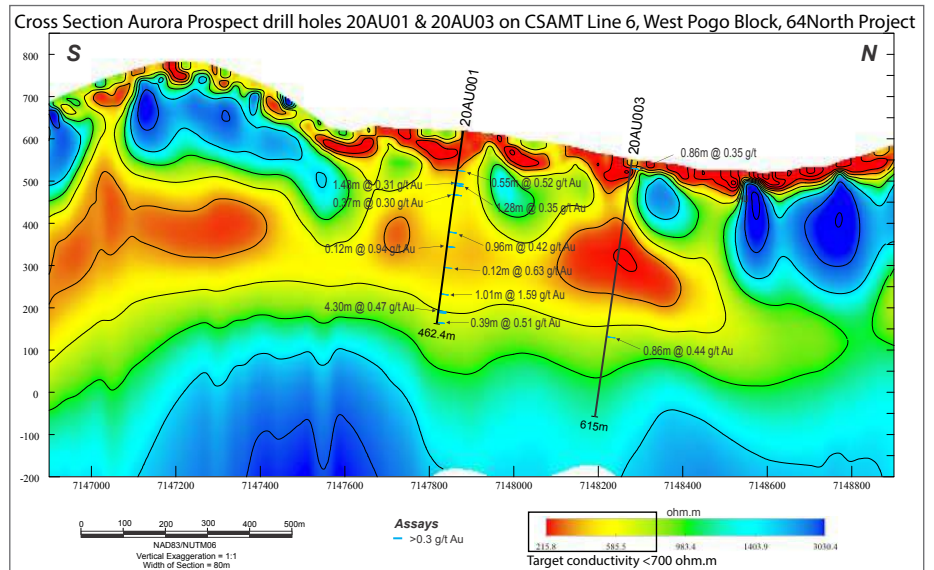 Cross Section Aurora Prospect drill holes 20AU01 & 20AU03 on CSAMT Line 6, West Pogo Block, 64North Project
S
N
800
700
600
500
400
300
200
100
0
-100
-200
20AU001
20AU003
0.86m @ 0.35 g/t
0.55m @ 0.52 g/t Au
1.43m @ 0.31 g/t Au
0.37m @ 0.30 g/t Au
1.28m @ 0.35 g/t Au
0.96m @ 0.42 g/t Au
0.12m @ 0.94 g/t Au
0.12m @ 0.63 g/t Au
1.01m @ 1.59 g/t Au
4.30m @ 0.47 g/t Au
0.39m @ 0.51 g/t Au
462.4m
0.86m @ 0.44 g/t Au
615m
7147000 7147200 7147400 7147600 7147800 7148000 7148200 7148400 7148600 7148800
0 100 200 300 400 500m
NAD83/NUTM06
Vertical Exaggeration = 1:1
Width of Section = 80m
Assays
>0.3 g/t Au
ohm.m
215.8 585.5 983.4 1403.9 3030.4
Target conductivity <700 ohm.m